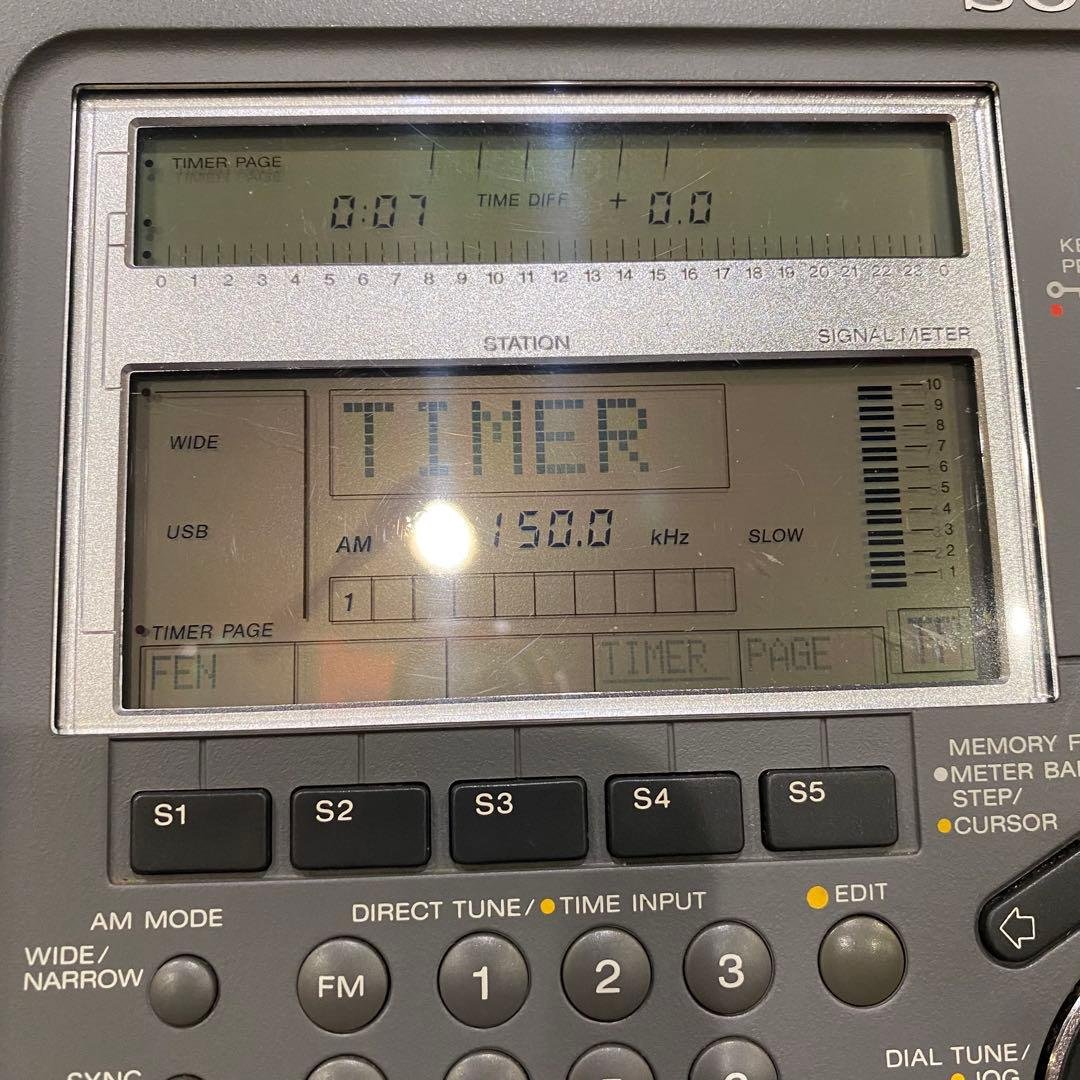 SO
TIMER PAGE
0:07 TIME DIFF + 0.0
0 1 2 3 4 5 6 7 8 9 10 11 12 13 14 15 16 17 18 19 20 21 22 23 0
STATION
SIGNAL METER
TIMER
WIDE
USB
AM 150.0 kHz SLOW
10
9
8
7
6
5
4
3
2
1
1
TIMER PAGE
FEN TIMER PAGE
S1 S2 S3 S4 S5
MEMORY
METER
STEP/
CURSOR
AM MODE
WIDE/
NARROW
DIRECT TUNE/ TIME INPUT
EDIT
FM 1 2 3
DIAL TUNE/
JOG
SYNC